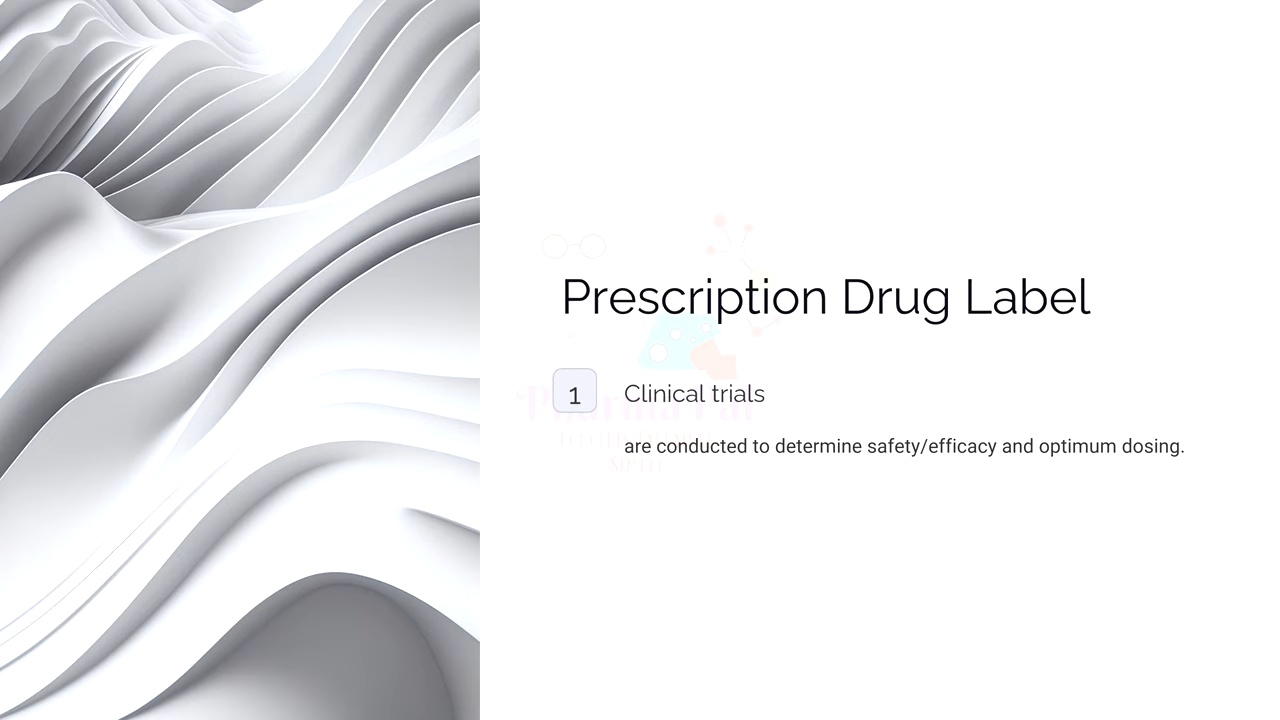 Prescription Drug Label
1
Clinical trials
are conducted to determine safety/efficacy and optimum dosing.